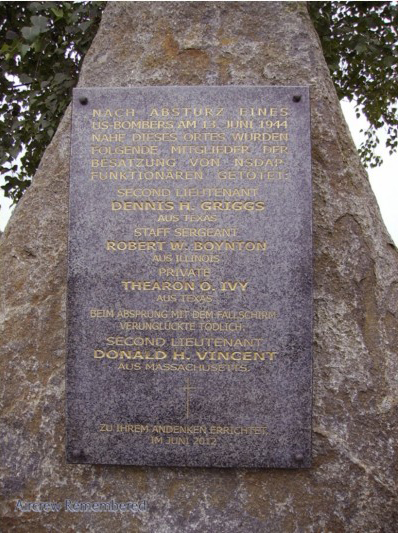 NACH ABSTURZ EINES
US-BOMBERS AM 13. JUNI 1944
NAHE DIESES ORTES WURDEN
FOLGENDE MITGLIEDER DER
BESATZUNG VON NSDAP-
FUNKTIONÄREN GETÖTET:
SECOND LIEUTENANT
DENNIS H. GRIGGS
AUS TEXAS
STAFF SERGEANT
ROBERT W. BOYNTON
AUS ILLINOIS
PRIVATE
THEARON O. IVY
AUS TEXAS
BEIM ABSPRUNG MIT DEM FALLSCHIRM
VERUNGLÜCKTE TÖDLICH:
SECOND LIEUTENANT
DONALD H. VINCENT
AUS MASSACHUSETTS.
ZU IHREM ANDENKEN ERRICHTET
IM JUNI 2012
Aircrew Remembered